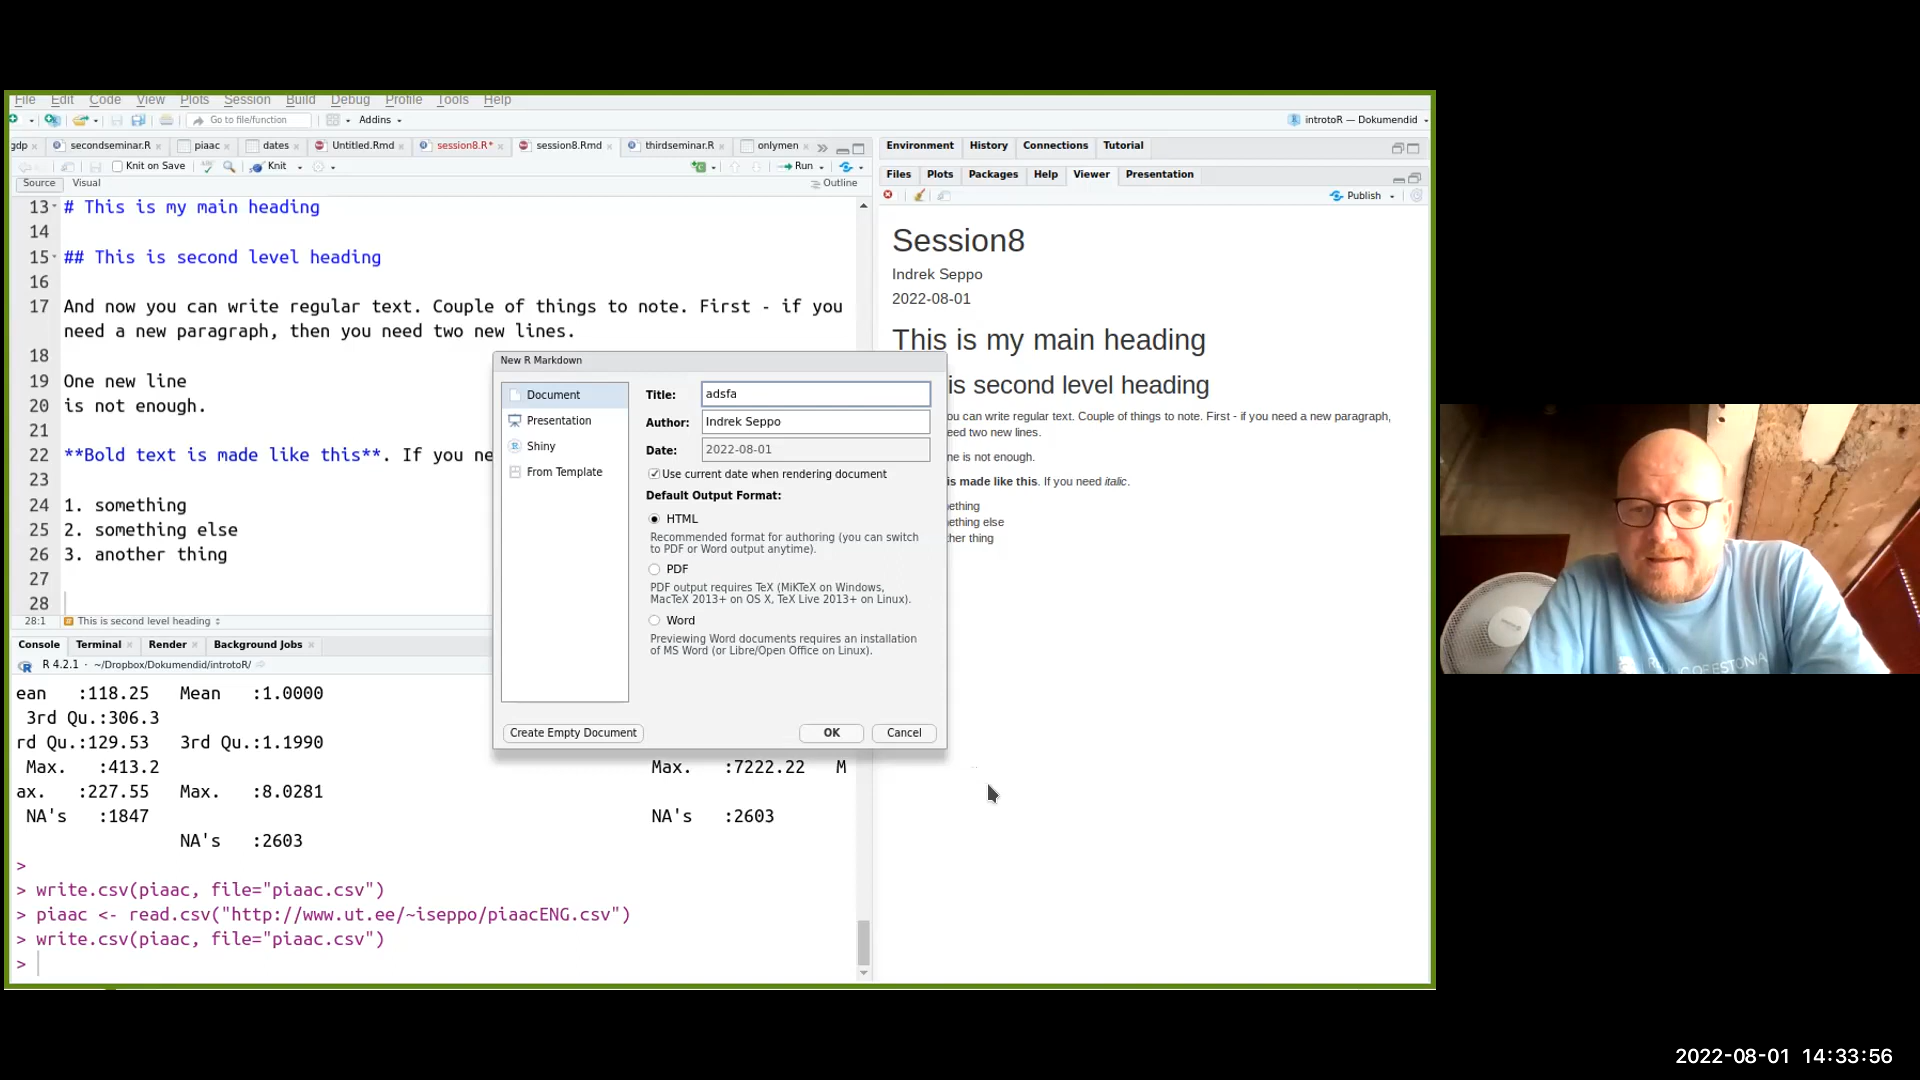 File Edit Code View Plots Session Build Debug Profile Tools Help
Go to file/function Addins introtoR — Dokumendid
gdp secondseminar.R piaac dates Untitled.Rmd session8.R* session8.Rmd thirdseminar.R onlymen
Knit on Save Knit Run
Source Visual Outline
13 # This is my main heading
14
15 ## This is second level heading
16
17 And now you can write regular text. Couple of things to note. First - if you
need a new paragraph, then you need two new lines.
18
19 One new line
20 is not enough.
21
22 **Bold text is made like this**. If you ne
23
24 1. something
25 2. something else
26 3. another thing
27
28
28:1 This is second level heading
Console Terminal Render Background Jobs
R 4.2.1 · ~/Dropbox/Dokumendid/introtoR/
ean :118.25 Mean :1.0000
3rd Qu.:306.3
rd Qu.:129.53 3rd Qu.:1.1990
Max. :413.2 Max. :7222.22 M
ax. :227.55 Max. :8.0281
NA's :1847 NA's :2603
NA's :2603
>
> write.csv(piaac, file="piaac.csv")
> piaac <- read.csv("http://www.ut.ee/~iseppo/piaacENG.csv")
> write.csv(piaac, file="piaac.csv")
>
New R Markdown
Document
Presentation
Shiny
From Template
Title: adsfa
Author: Indrek Seppo
Date: 2022-08-01
Use current date when rendering document
Default Output Format:
HTML
Recommended format for authoring (you can switch
to PDF or Word output anytime).
PDF
PDF output requires TeX (MiKTeX on Windows,
MacTeX 2013+ on OS X, TeX Live 2013+ on Linux).
Word
Previewing Word documents requires an installation
of MS Word (or Libre/Open Office on Linux).
Create Empty Document OK Cancel
Environment History Connections Tutorial
Files Plots Packages Help Viewer Presentation
Publish
Session8
Indrek Seppo
2022-08-01
This is my main heading
is second level heading
ou can write regular text. Couple of things to note. First - if you need a new paragraph,
eed two new lines.
ne is not enough.
is made like this. If you need italic.
ething
ething else
her thing
OF ESTONIA
2022-08-01 14:33:56